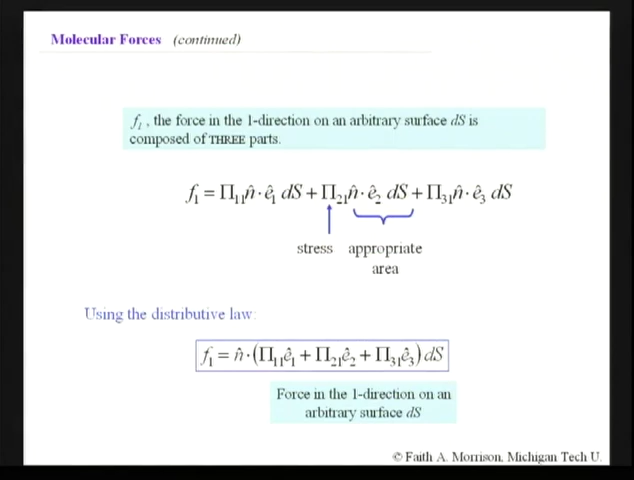 Molecular Forces (continued)
f₁, the force in the 1-direction on an arbitrary surface dS is
composed of THREE parts.
f₁ = Π₁₁n̂·ê₁ dS + Π₂₁n̂·ê₂ dS + Π₃₁n̂·ê₃ dS
stress appropriate
area
Using the distributive law:
f₁ = n̂·(Π₁₁ê₁ + Π₂₁ê₂ + Π₃₁ê₃) dS
Force in the 1-direction on an
arbitrary surface dS
© Faith A. Morrison, Michigan Tech U.